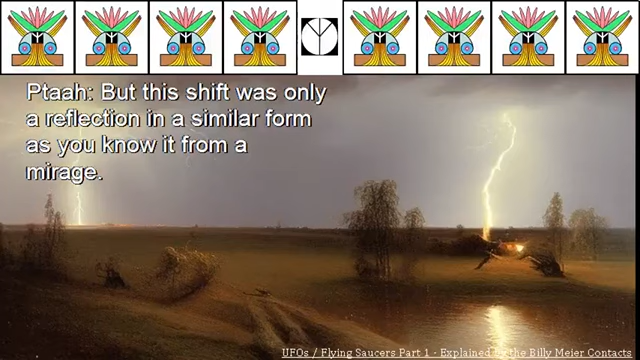 Ptaah: But this shift was only
a reflection in a similar form
as you know it from a
mirage.
UFOs / Flying Saucers Part 1 - Explained by the Billy Meier Contacts